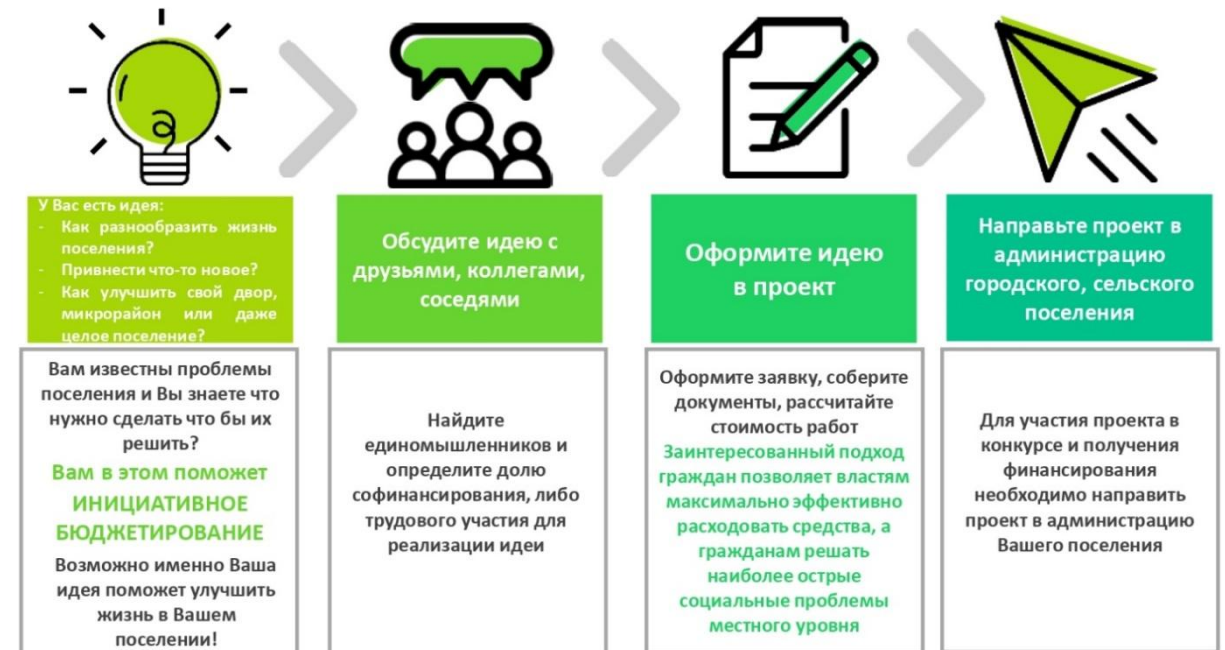 У Вас есть идея:
- Как разнообразить жизнь
поселения?
- Привнести что-то новое?
- Как улучшить свой двор,
микрорайон или даже
целое поселение?
Вам известны проблемы
поселения и Вы знаете что
нужно сделать что бы их
решить?
Вам в этом поможет
ИНИЦИАТИВНОЕ
БЮДЖЕТИРОВАНИЕ
Возможно именно Ваша
идея поможет улучшить
жизнь в Вашем
поселении!
Обсудите идею с
друзьями, коллегами,
соседями
Найдите
единомышленников и
определите долю
софинансирования, либо
трудового участия для
реализации идеи
Оформите идею
в проект
Оформите заявку, соберите
документы, рассчитайте
стоимость работ
Заинтересованный подход
граждан позволяет властям
максимально эффективно
расходовать средства, а
гражданам решать
наиболее острые
социальные проблемы
местного уровня
Направьте проект в
администрацию
городского, сельского
поселения
Для участия проекта в
конкурсе и получения
финансирования
необходимо направить
проект в администрацию
Вашего поселения